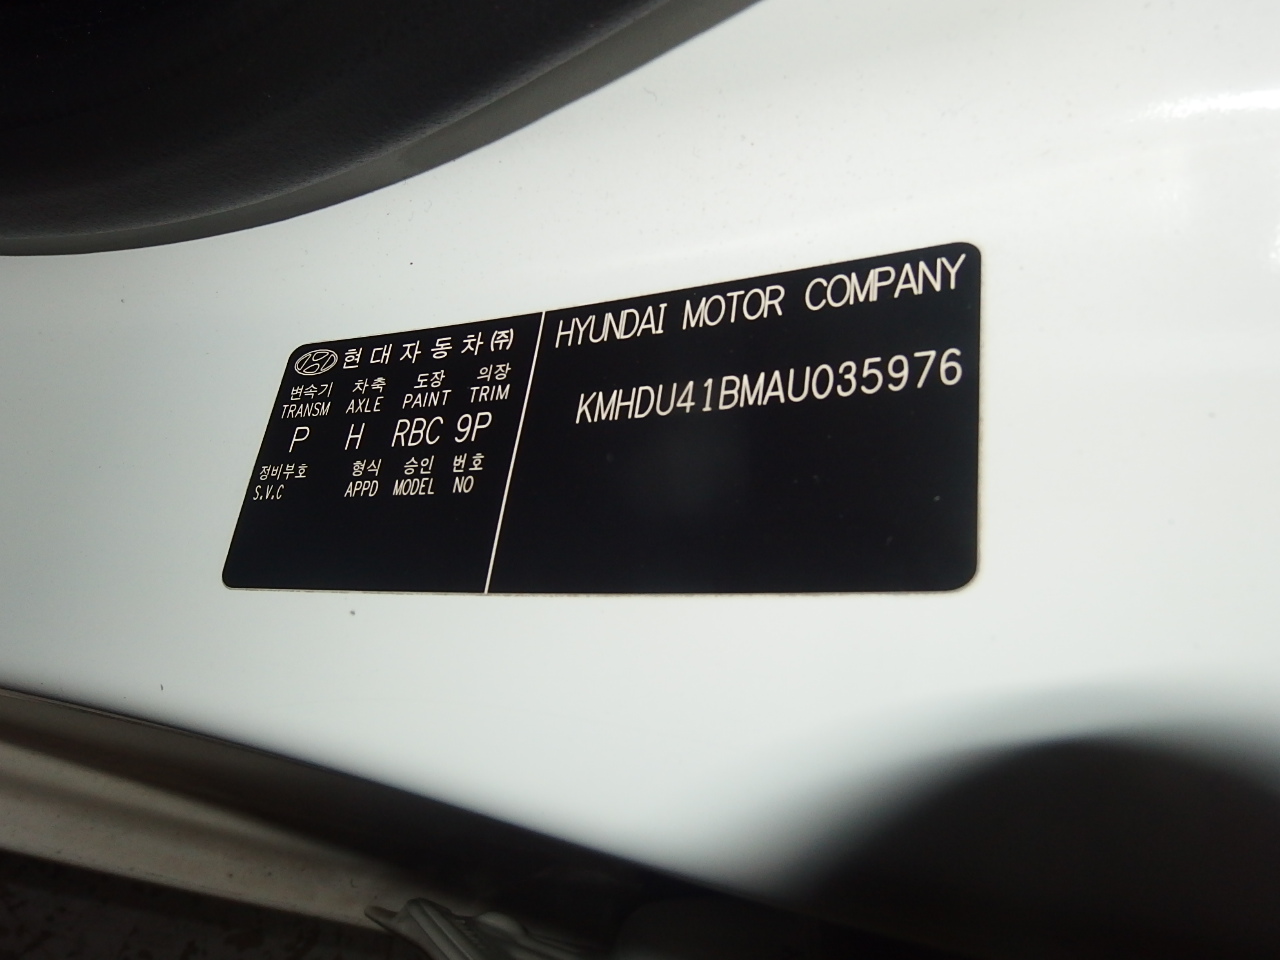 현대자동차(주)
변속기 차축 도장 의장
TRANSM AXLE PAINT TRIM
P H RBC 9P
정비부호 형식 승인 번호
S.V.C APPD MODEL NO
HYUNDAI MOTOR COMPANY
KMHDU41BMAU035976